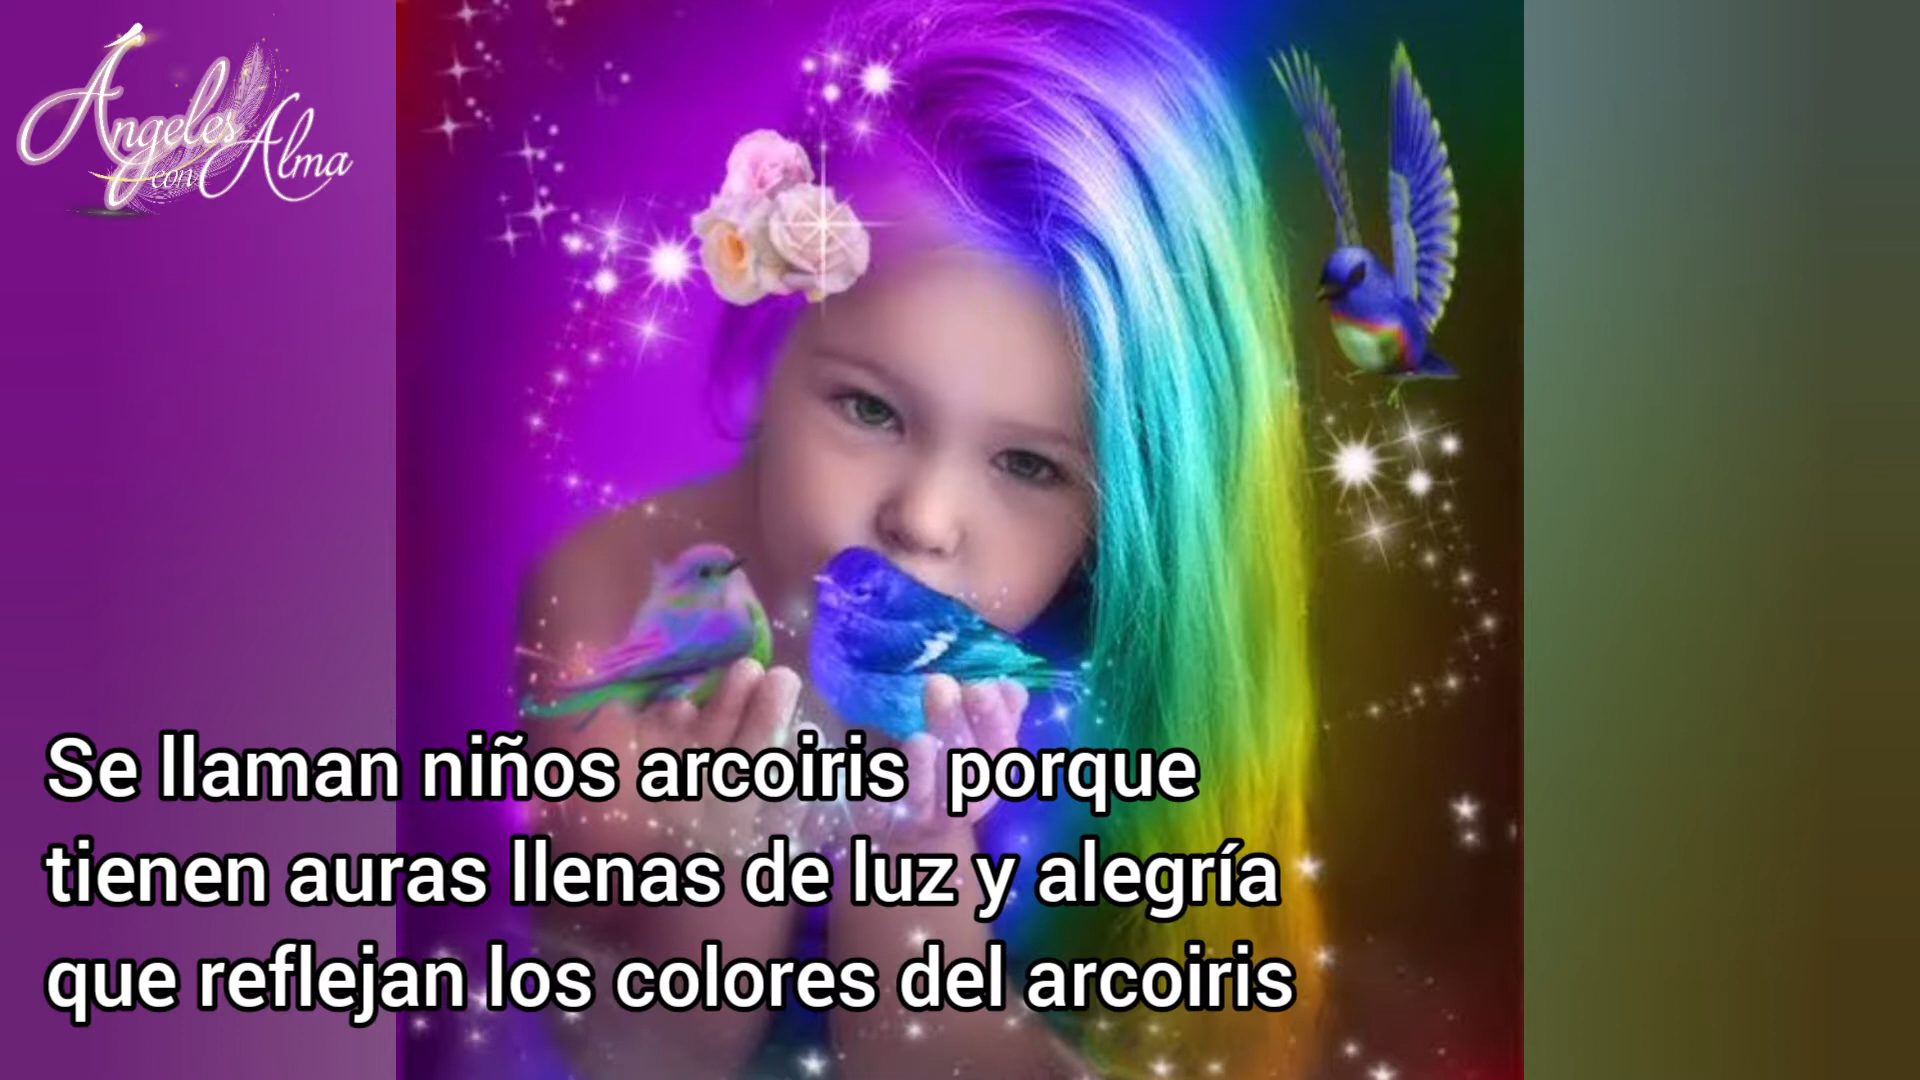 Ángeles
con Alma
Se llaman niños arcoiris porque
tienen auras llenas de luz y alegría
que reflejan los colores del arcoiris